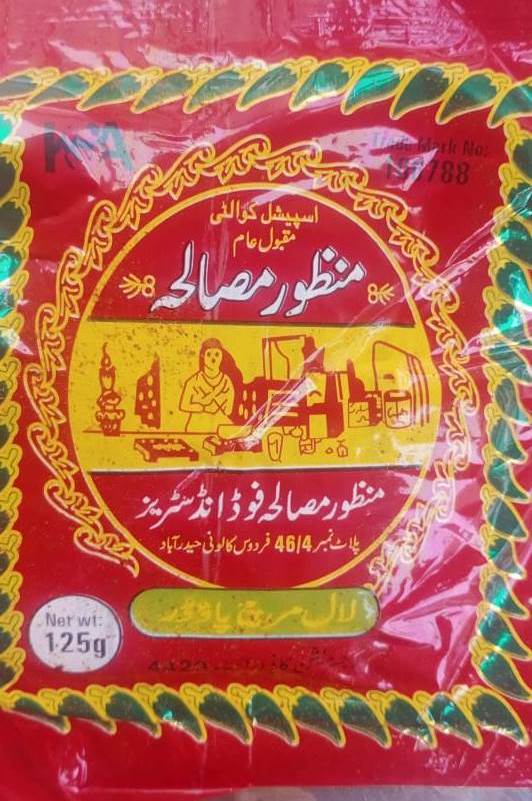 Trade Mark No:
اسپیشل کوالٹی
مقبول عام
منظور مصالحہ
منظور مصالحہ فوڈ انڈسٹریز
پلاٹ نمبر 46/4 فردوس کالونی حیدرآباد
لال مرچ پاؤڈر
Net wt:
125g